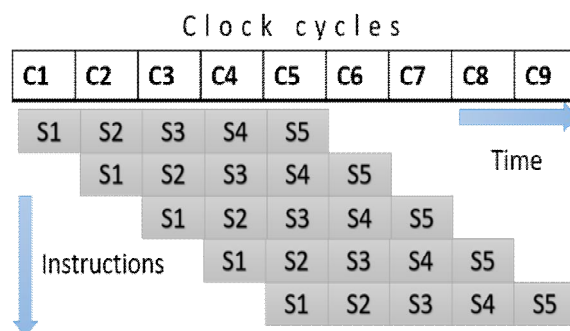 Clock cycles
C1 C2 C3 C4 C5 C6 C7 C8 C9
S1 S2 S3 S4 S5
Time
S1 S2 S3 S4 S5
S1 S2 S3 S4 S5
Instructions
S1 S2 S3 S4 S5
S1 S2 S3 S4 S5